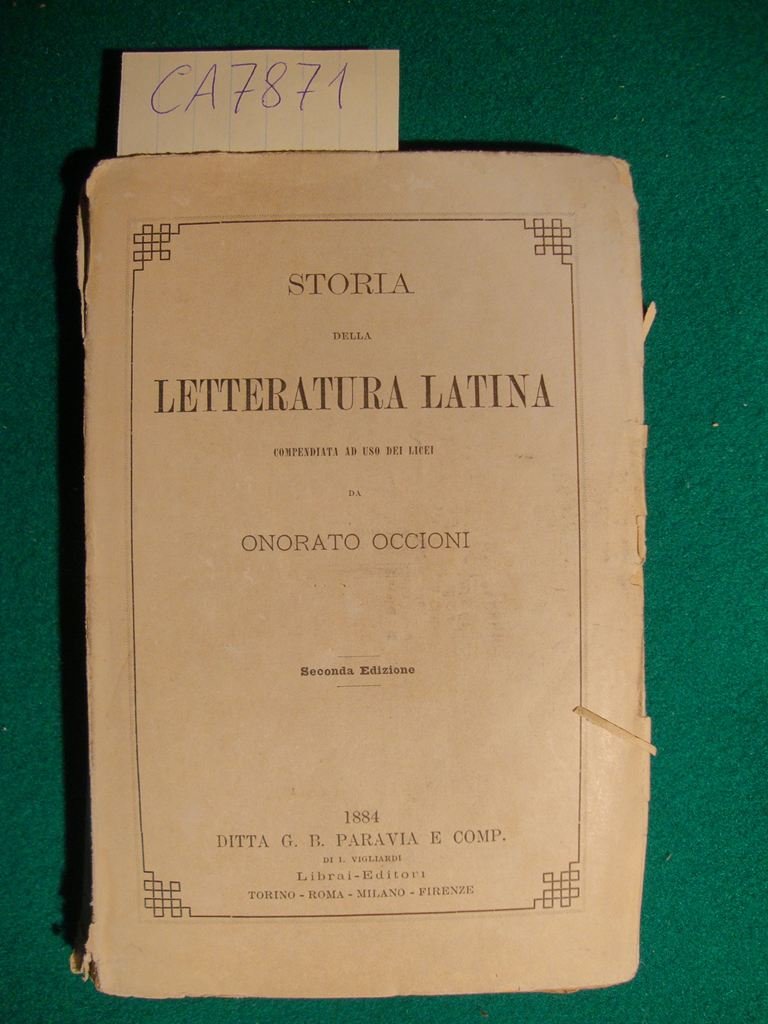 CA7871
STORIA
DELLA
LETTERATURA LATINA
COMPENDIATA AD USO DEI LICEI
DA
ONORATO OCCIONI
Seconda Edizione
1884
DITTA G. B. PARAVIA E COMP.
DI I. VIGLIARDI
Librai-Editori
TORINO - ROMA - MILANO - FIRENZE